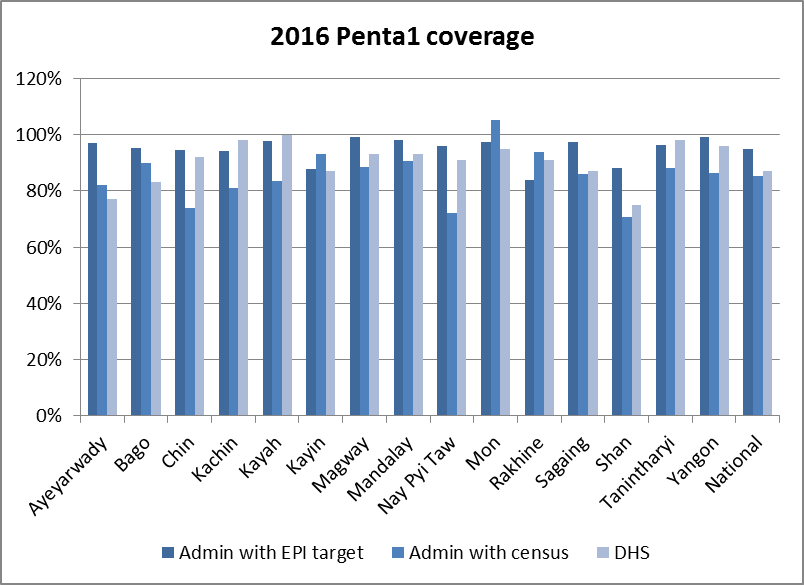 2016 Penta1 coverage
120%
100%
80%
60%
40%
20%
0%
Ayeyarwady
Bago
Chin
Kachin
Kayah
Kayin
Magway
Mandalay
Nay Pyi Taw
Mon
Rakhine
Sagaing
Shan
Tanintharyi
Yangon
National
Admin with EPI target Admin with census DHS